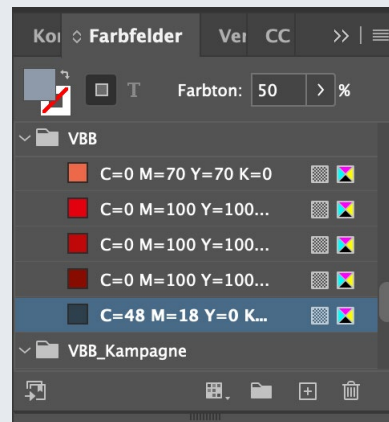 Koı Farbfelder Ver CC >> | ≡
T Farbton: 50 > %
VBB
C=0 M=70 Y=70 K=0
C=0 M=100 Y=100...
C=0 M=100 Y=100...
C=0 M=100 Y=100...
C=48 M=18 Y=0 K...
VBB_Kampagne